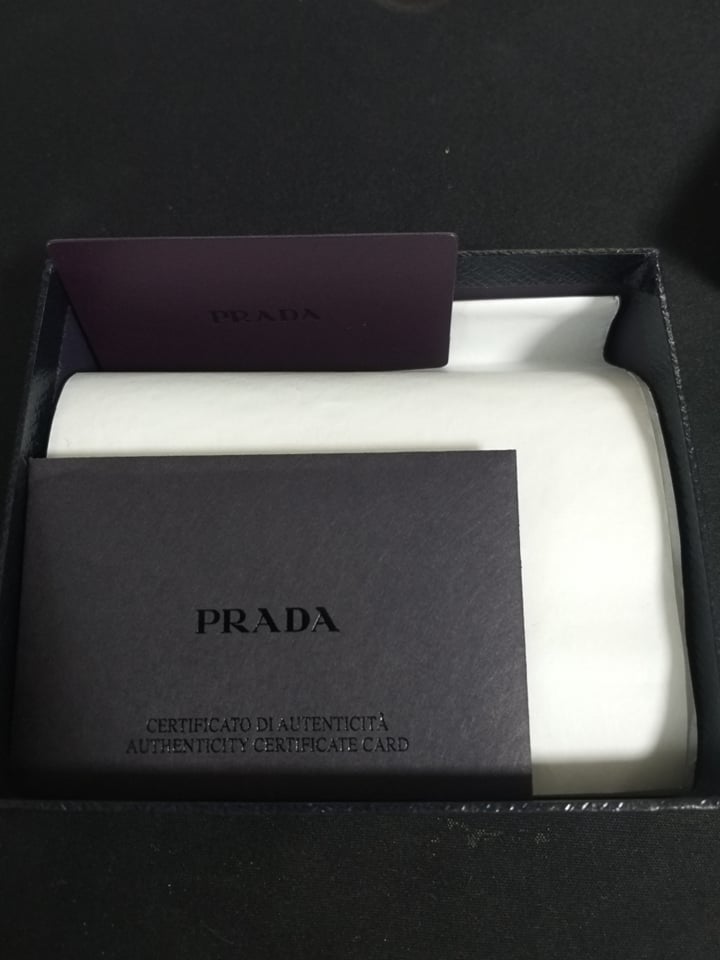 PRADA
PRADA
CERTIFICATO DI AUTENTICITÀ
AUTHENTICITY CERTIFICATE CARD